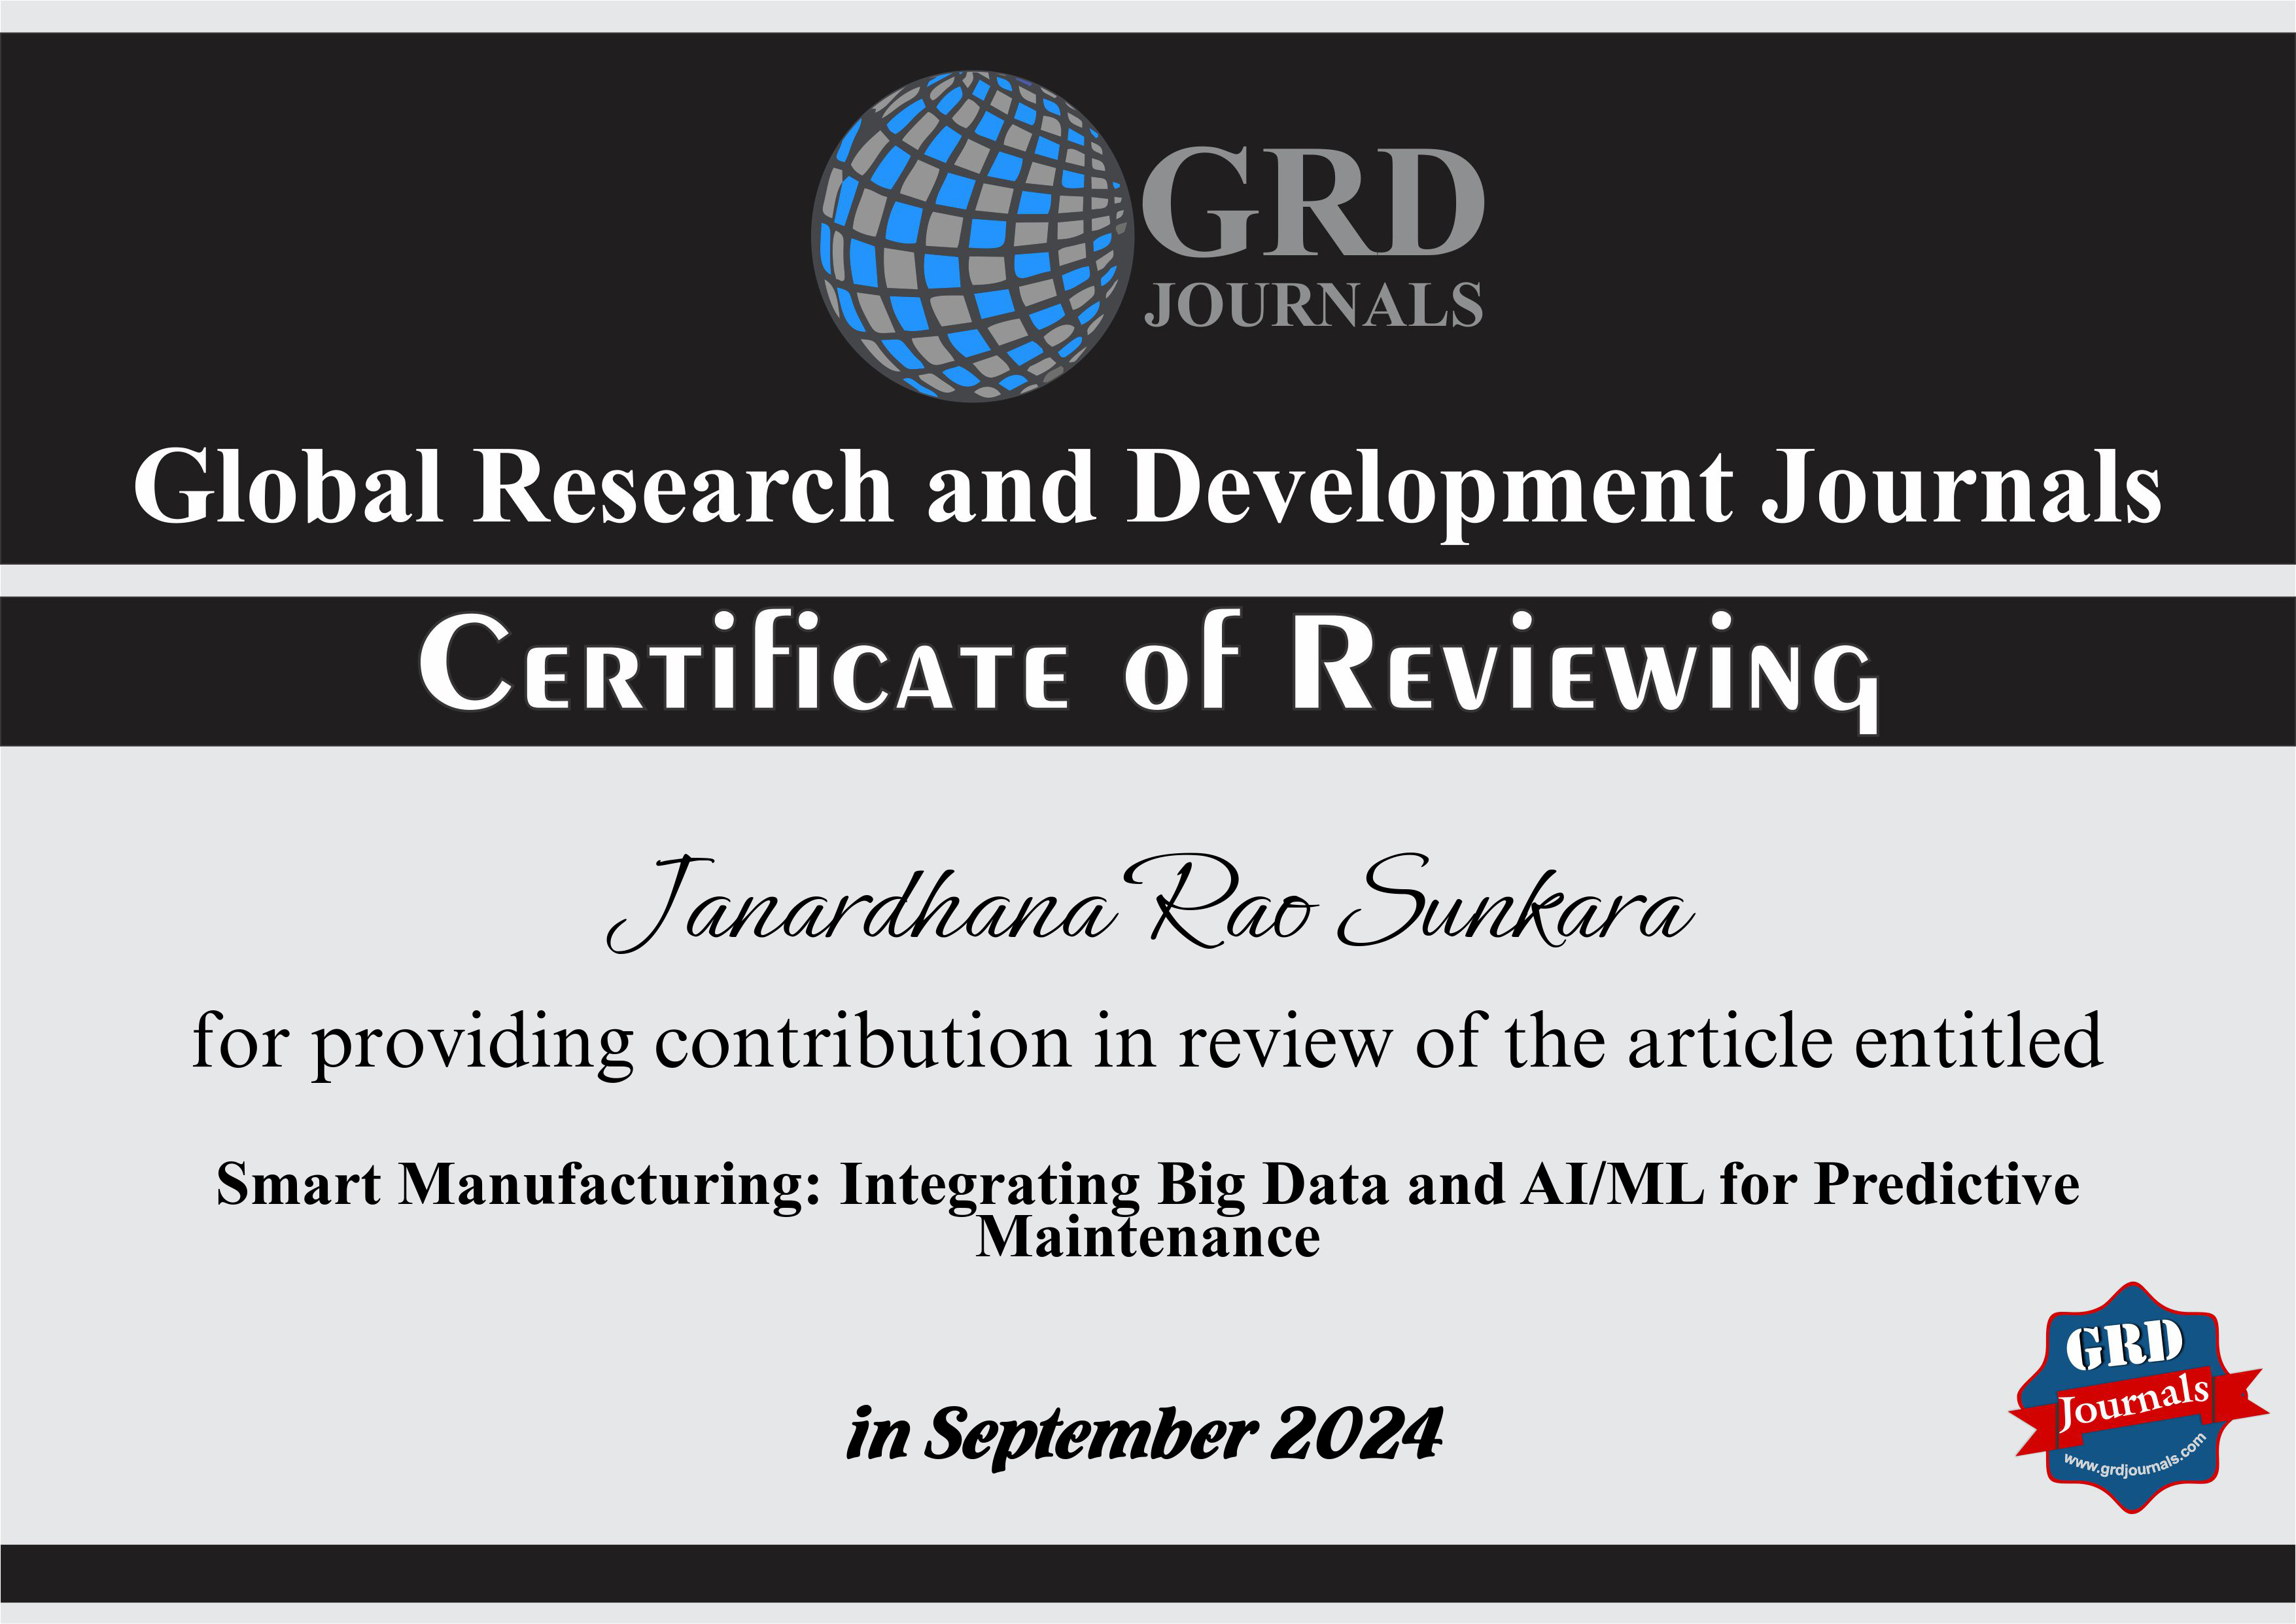 GRD
JOURNALS
Global Research and Development Journals
Certificate of Reviewing
Janardhana Rao Sunkara
for providing contribution in review of the article entitled
Smart Manufacturing: Integrating Big Data and AI/ML for Predictive
Maintenance
in September 2024
GRD
Journals
www.grdjournals.com